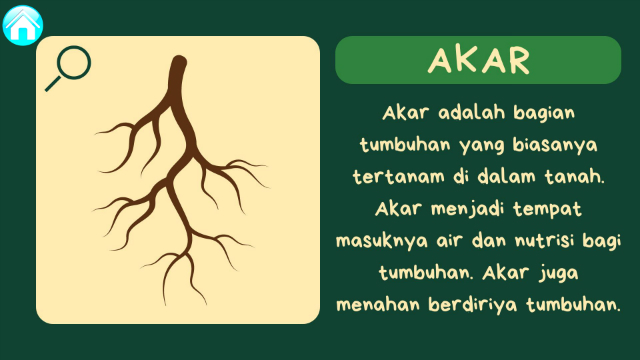 AKAR
Akar adalah bagian
tumbuhan yang biasanya
tertanam di dalam tanah.
Akar menjadi tempat
masuknya air dan nutrisi bagi
tumbuhan. Akar juga
menahan berdiriya tumbuhan.